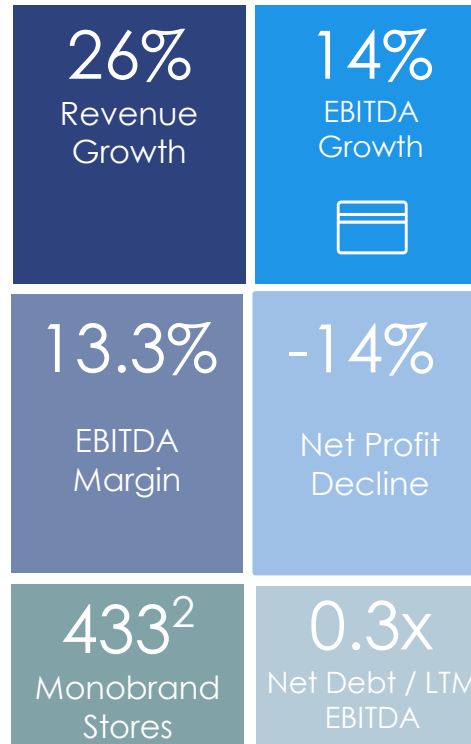 26%
Revenue
Growth
14%
EBITDA
Growth
13.3%
EBITDA
Margin
-14%
Net Profit
Decline
433²
Monobrand
Stores
0.3x
Net Debt / LTM
EBITDA